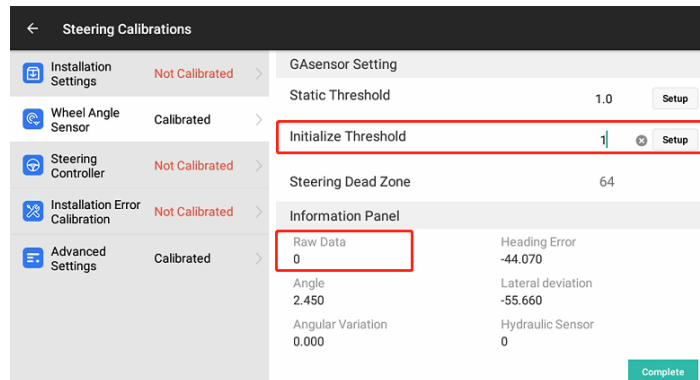 Steering Calibrations
Installation
Settings
Not Calibrated
Wheel Angle
Sensor
Calibrated
Steering
Controller
Not Calibrated
Installation Error
Calibration
Not Calibrated
Advanced
Settings
Calibrated
GAsensor Setting
Static Threshold 1.0 Setup
Initialize Threshold 1 Setup
Steering Dead Zone 64
Information Panel
Raw Data Heading Error
0 -44.070
Angle Lateral deviation
2.450 -55.660
Angular Variation Hydraulic Sensor
0.000 0
Complete